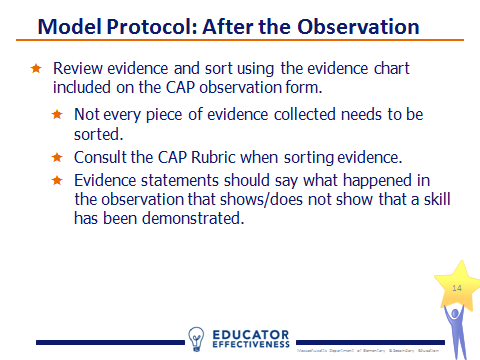 Model Protocol: After the Observation
Review evidence and sort using the evidence chart
included on the CAP observation form.
Not every piece of evidence collected needs to be
sorted.
Consult the CAP Rubric when sorting evidence.
Evidence statements should say what happened in
the observation that shows/does not show that a skill
has been demonstrated.
14
EDUCATOR
EFFECTIVENESS
Massachusetts Department of Elementary & Secondary Education